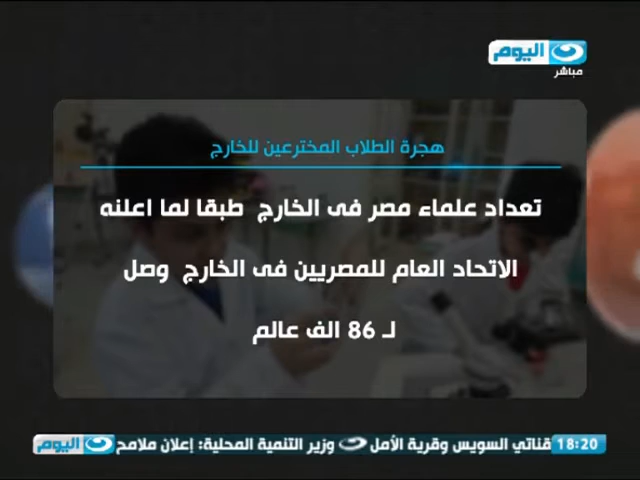 اليوم
مباشر
هجرة الطلاب المخترعين للخارج
تعداد علماء مصر فى الخارج طبقا لما اعلنه
الاتحاد العام للمصريين فى الخارج وصل
لـ 86 الف عالم
18:20 قناتي السويس وقرية الأمل وزير التنمية المحلية: إعلان ملامح اليوم